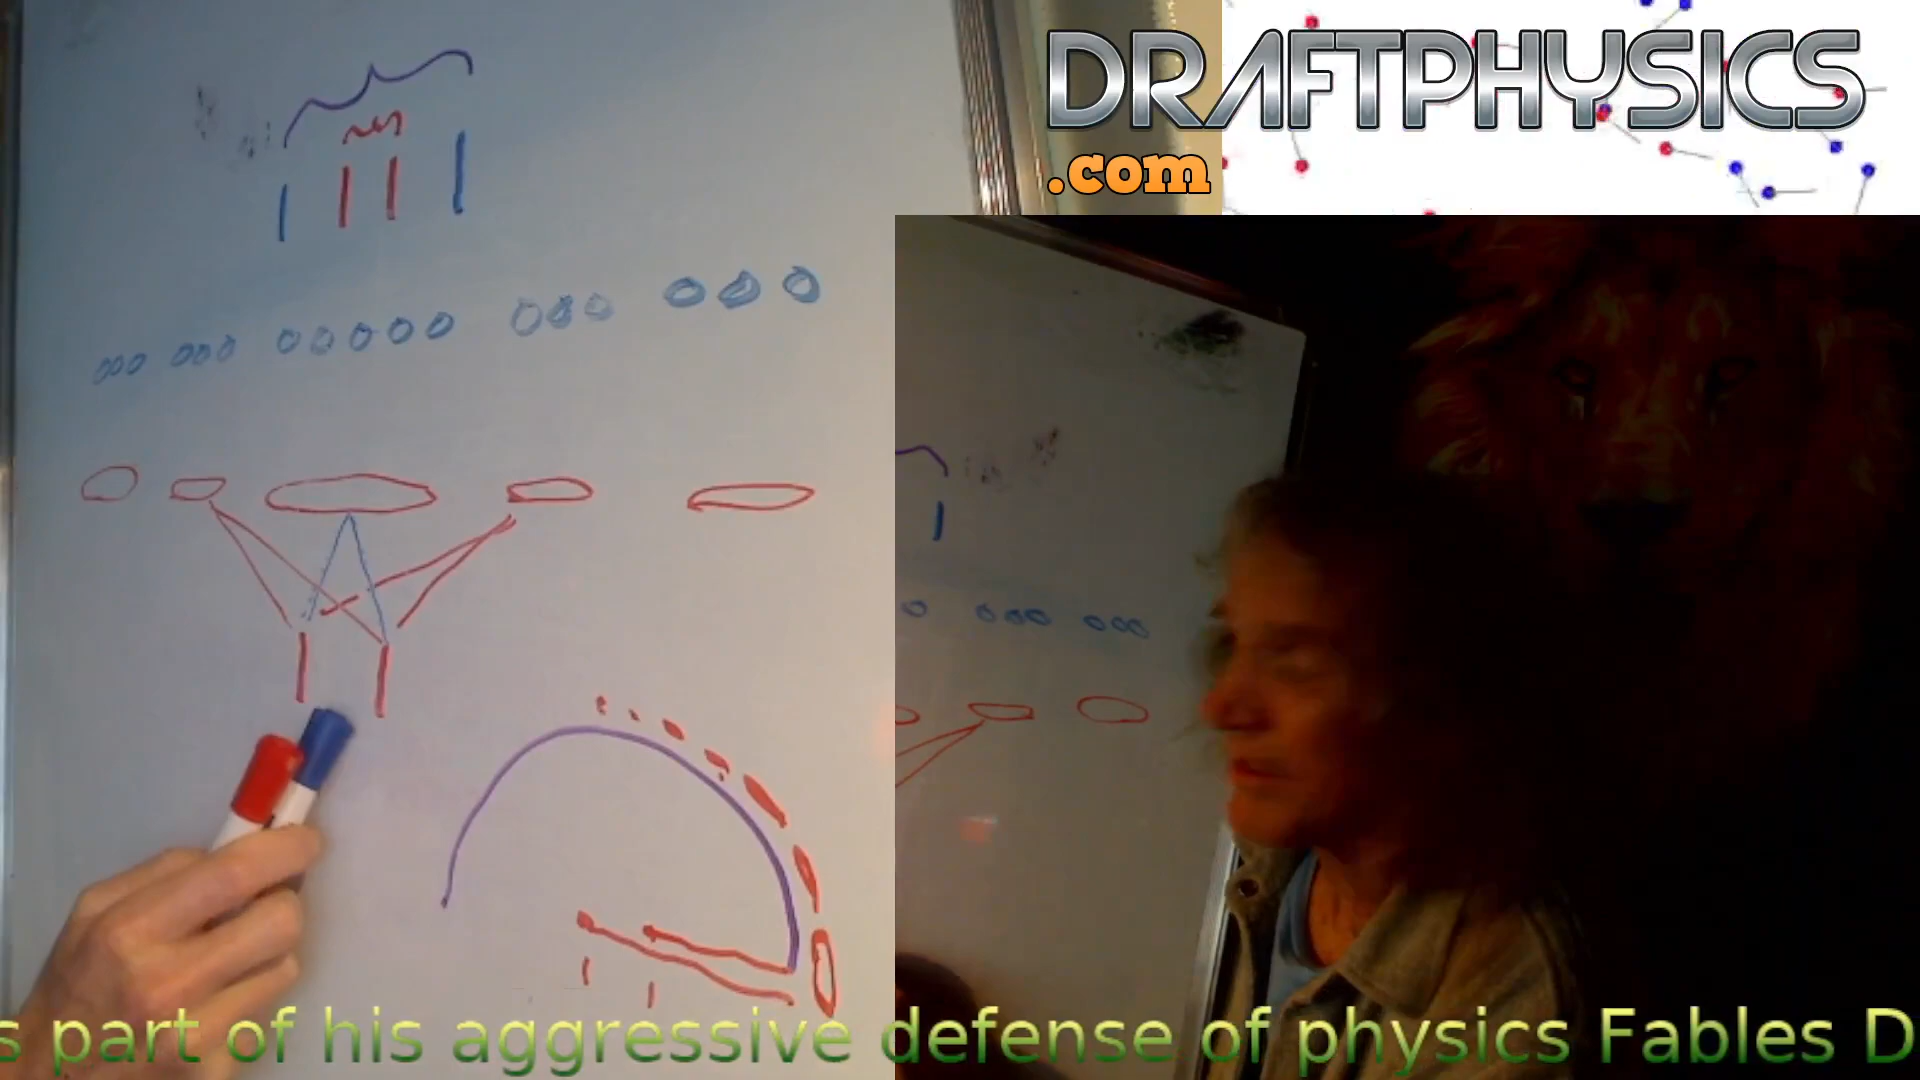 DRAFTPHYSICS
.com
s part of his aggressive defense of physics Fables D